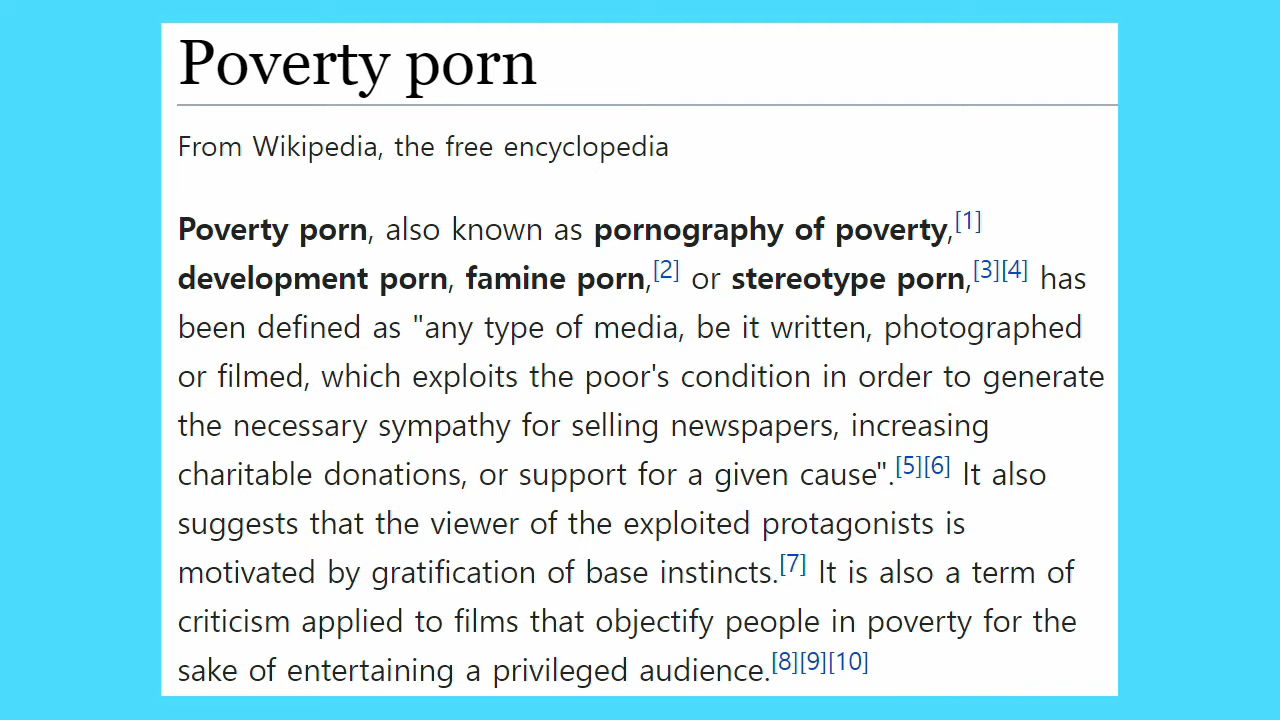 Poverty porn
From Wikipedia, the free encyclopedia
Poverty porn, also known as pornography of poverty,[1]
development porn, famine porn,[2] or stereotype porn,[3][4] has
been defined as "any type of media, be it written, photographed
or filmed, which exploits the poor's condition in order to generate
the necessary sympathy for selling newspapers, increasing
charitable donations, or support for a given cause".[5][6] It also
suggests that the viewer of the exploited protagonists is
motivated by gratification of base instincts.[7] It is also a term of
criticism applied to films that objectify people in poverty for the
sake of entertaining a privileged audience.[8][9][10]